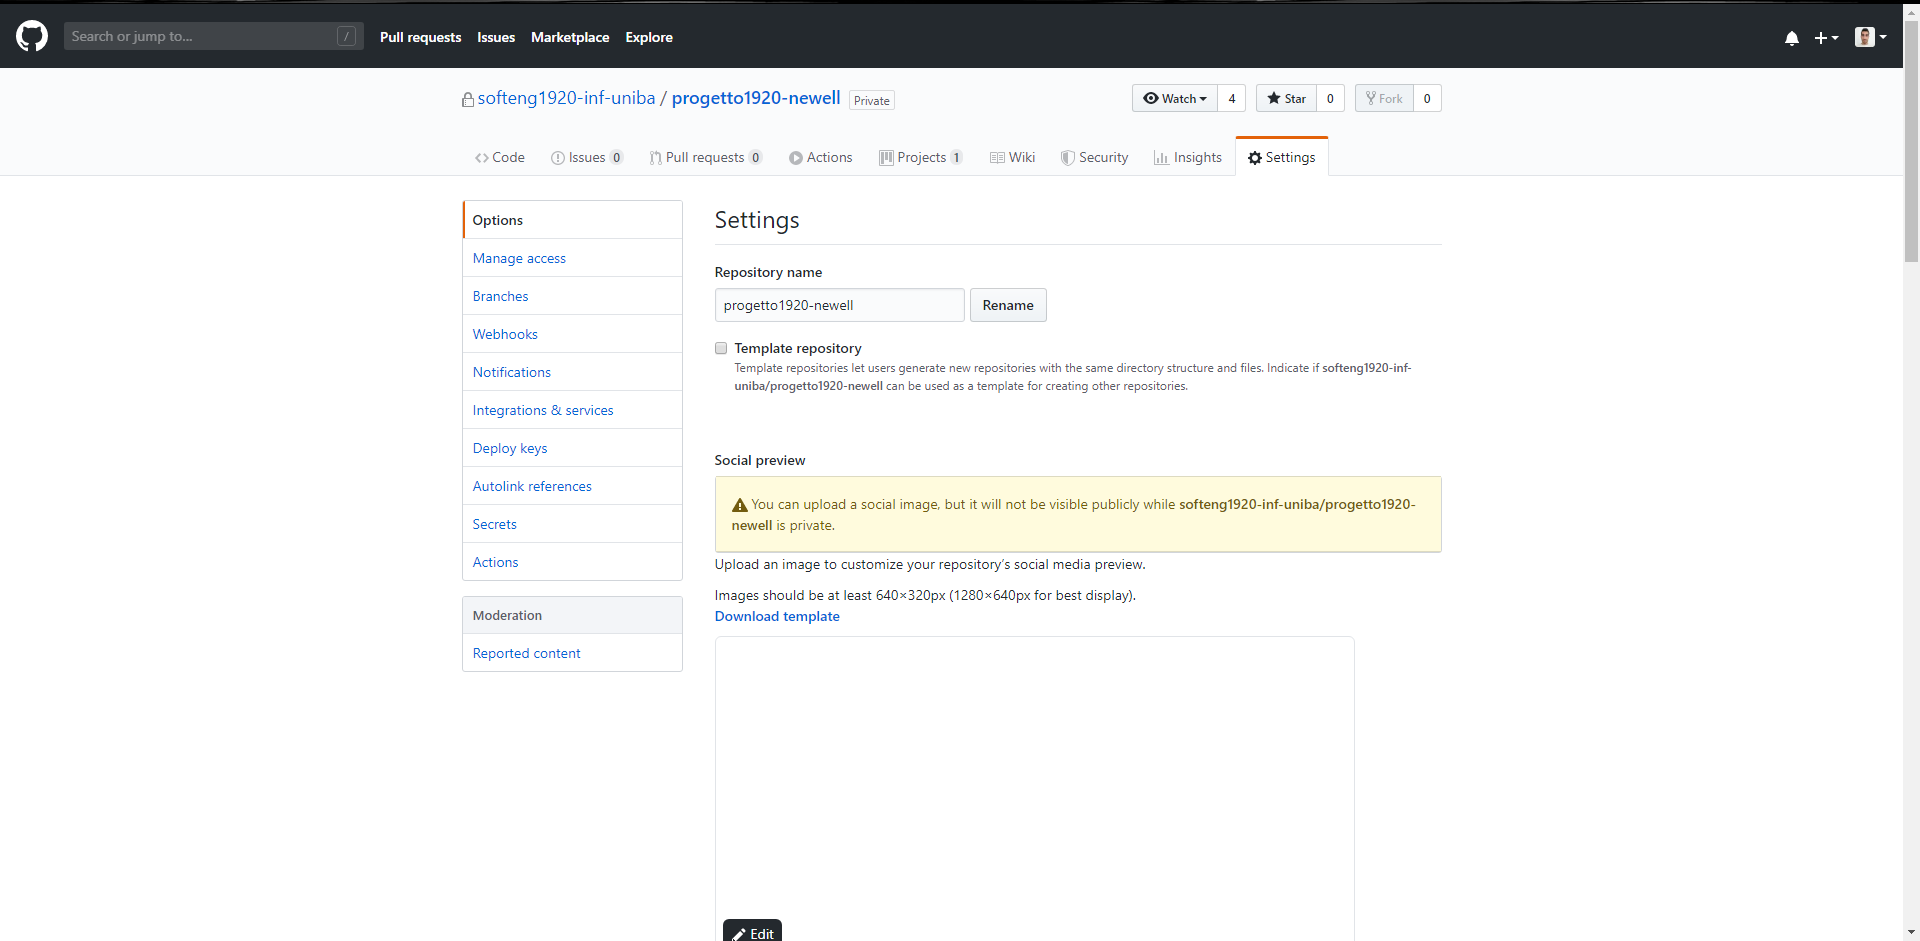 Search or jump to... /
Pull requests Issues Marketplace Explore
softeng1920-inf-uniba / progetto1920-newell Private
Watch 4 Star 0 Fork 0
Code Issues 0 Pull requests 0 Actions Projects 1 Wiki Security Insights Settings
Options
Manage access
Branches
Webhooks
Notifications
Integrations & services
Deploy keys
Autolink references
Secrets
Actions
Moderation
Reported content
Settings
Repository name
progetto1920-newell Rename
Template repository
Template repositories let users generate new repositories with the same directory structure and files. Indicate if softeng1920-inf-
uniba/progetto1920-newell can be used as a template for creating other repositories.
Social preview
You can upload a social image, but it will not be visible publicly while softeng1920-inf-uniba/progetto1920-
newell is private.
Upload an image to customize your repository’s social media preview.
Images should be at least 640×320px (1280×640px for best display).
Download template
Edit